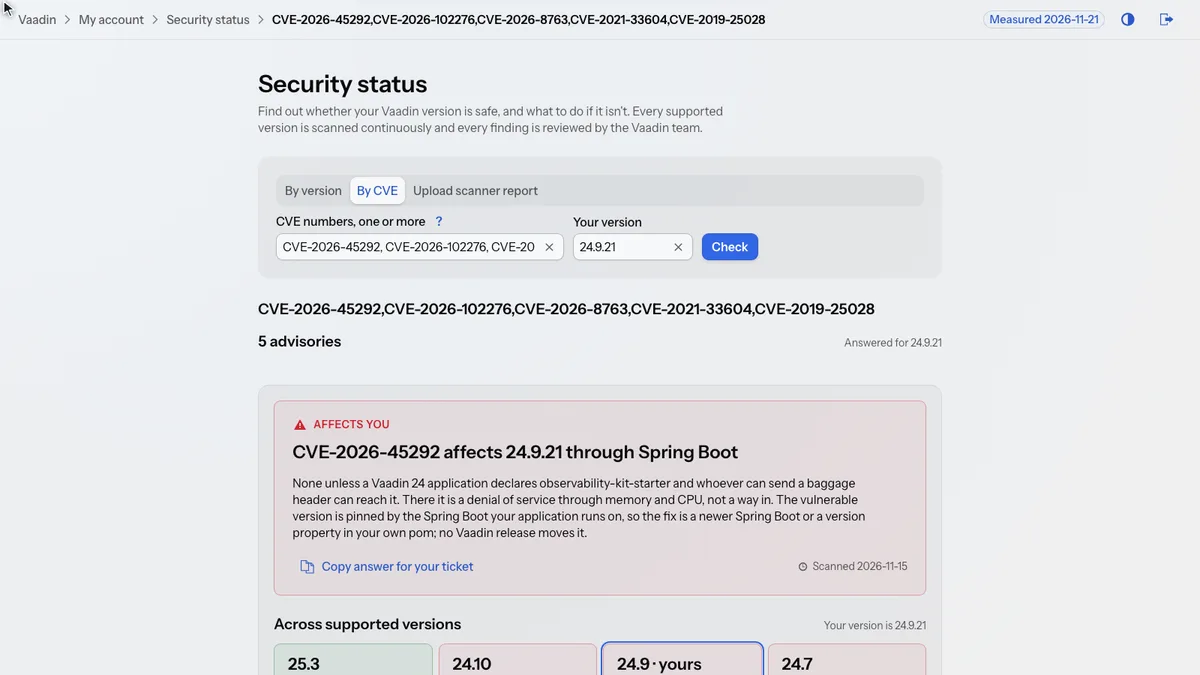 Vaadin > My account > Security status > CVE-2026-45292,CVE-2026-102276,CVE-2026-8763,CVE-2021-33604,CVE-2019-25028
Measured 2026-11-21
Security status
Find out whether your Vaadin version is safe, and what to do if it isn't. Every supported
version is scanned continuously and every finding is reviewed by the Vaadin team.
By version
By CVE
Upload scanner report
CVE numbers, one or more ?
Your version
CVE-2026-45292, CVE-2026-102276, CVE-20
24.9.21
Check
CVE-2026-45292,CVE-2026-102276,CVE-2026-8763,CVE-2021-33604,CVE-2019-25028
5 advisories
Answered for 24.9.21
AFFECTS YOU
CVE-2026-45292 affects 24.9.21 through Spring Boot
None unless a Vaadin 24 application declares observability-kit-starter and whoever can send a baggage
header can reach it. There it is a denial of service through memory and CPU, not a way in. The vulnerable
version is pinned by the Spring Boot your application runs on, so the fix is a newer Spring Boot or a version
property in your own pom; no Vaadin release moves it.
Copy answer for your ticket
Scanned 2026-11-15
Across supported versions
Your version is 24.9.21
25.3
24.10
24.9 · yours
24.7